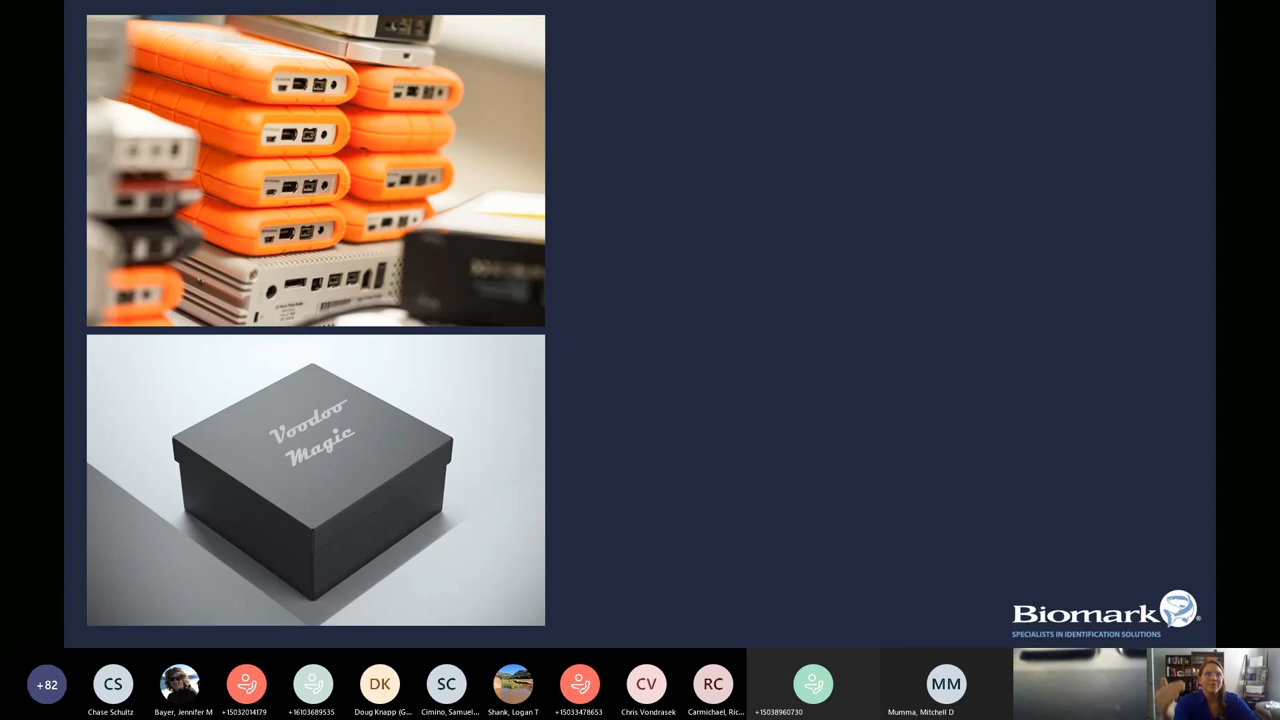 Voodoo
Magic
Biomark®
SPECIALISTS IN IDENTIFICATION SOLUTIONS
+82
CS
DK
SC
CV
RC
MM
Chase Schultz
Bayer, Jennifer M
+15032014179
+16103689535
Doug Knapp (G...
Cimino, Samuel...
Shank, Logan T
+15033478653
Chris Vondrasek
Carmichael, Ric...
+15038960730
Mumma, Mitchell D